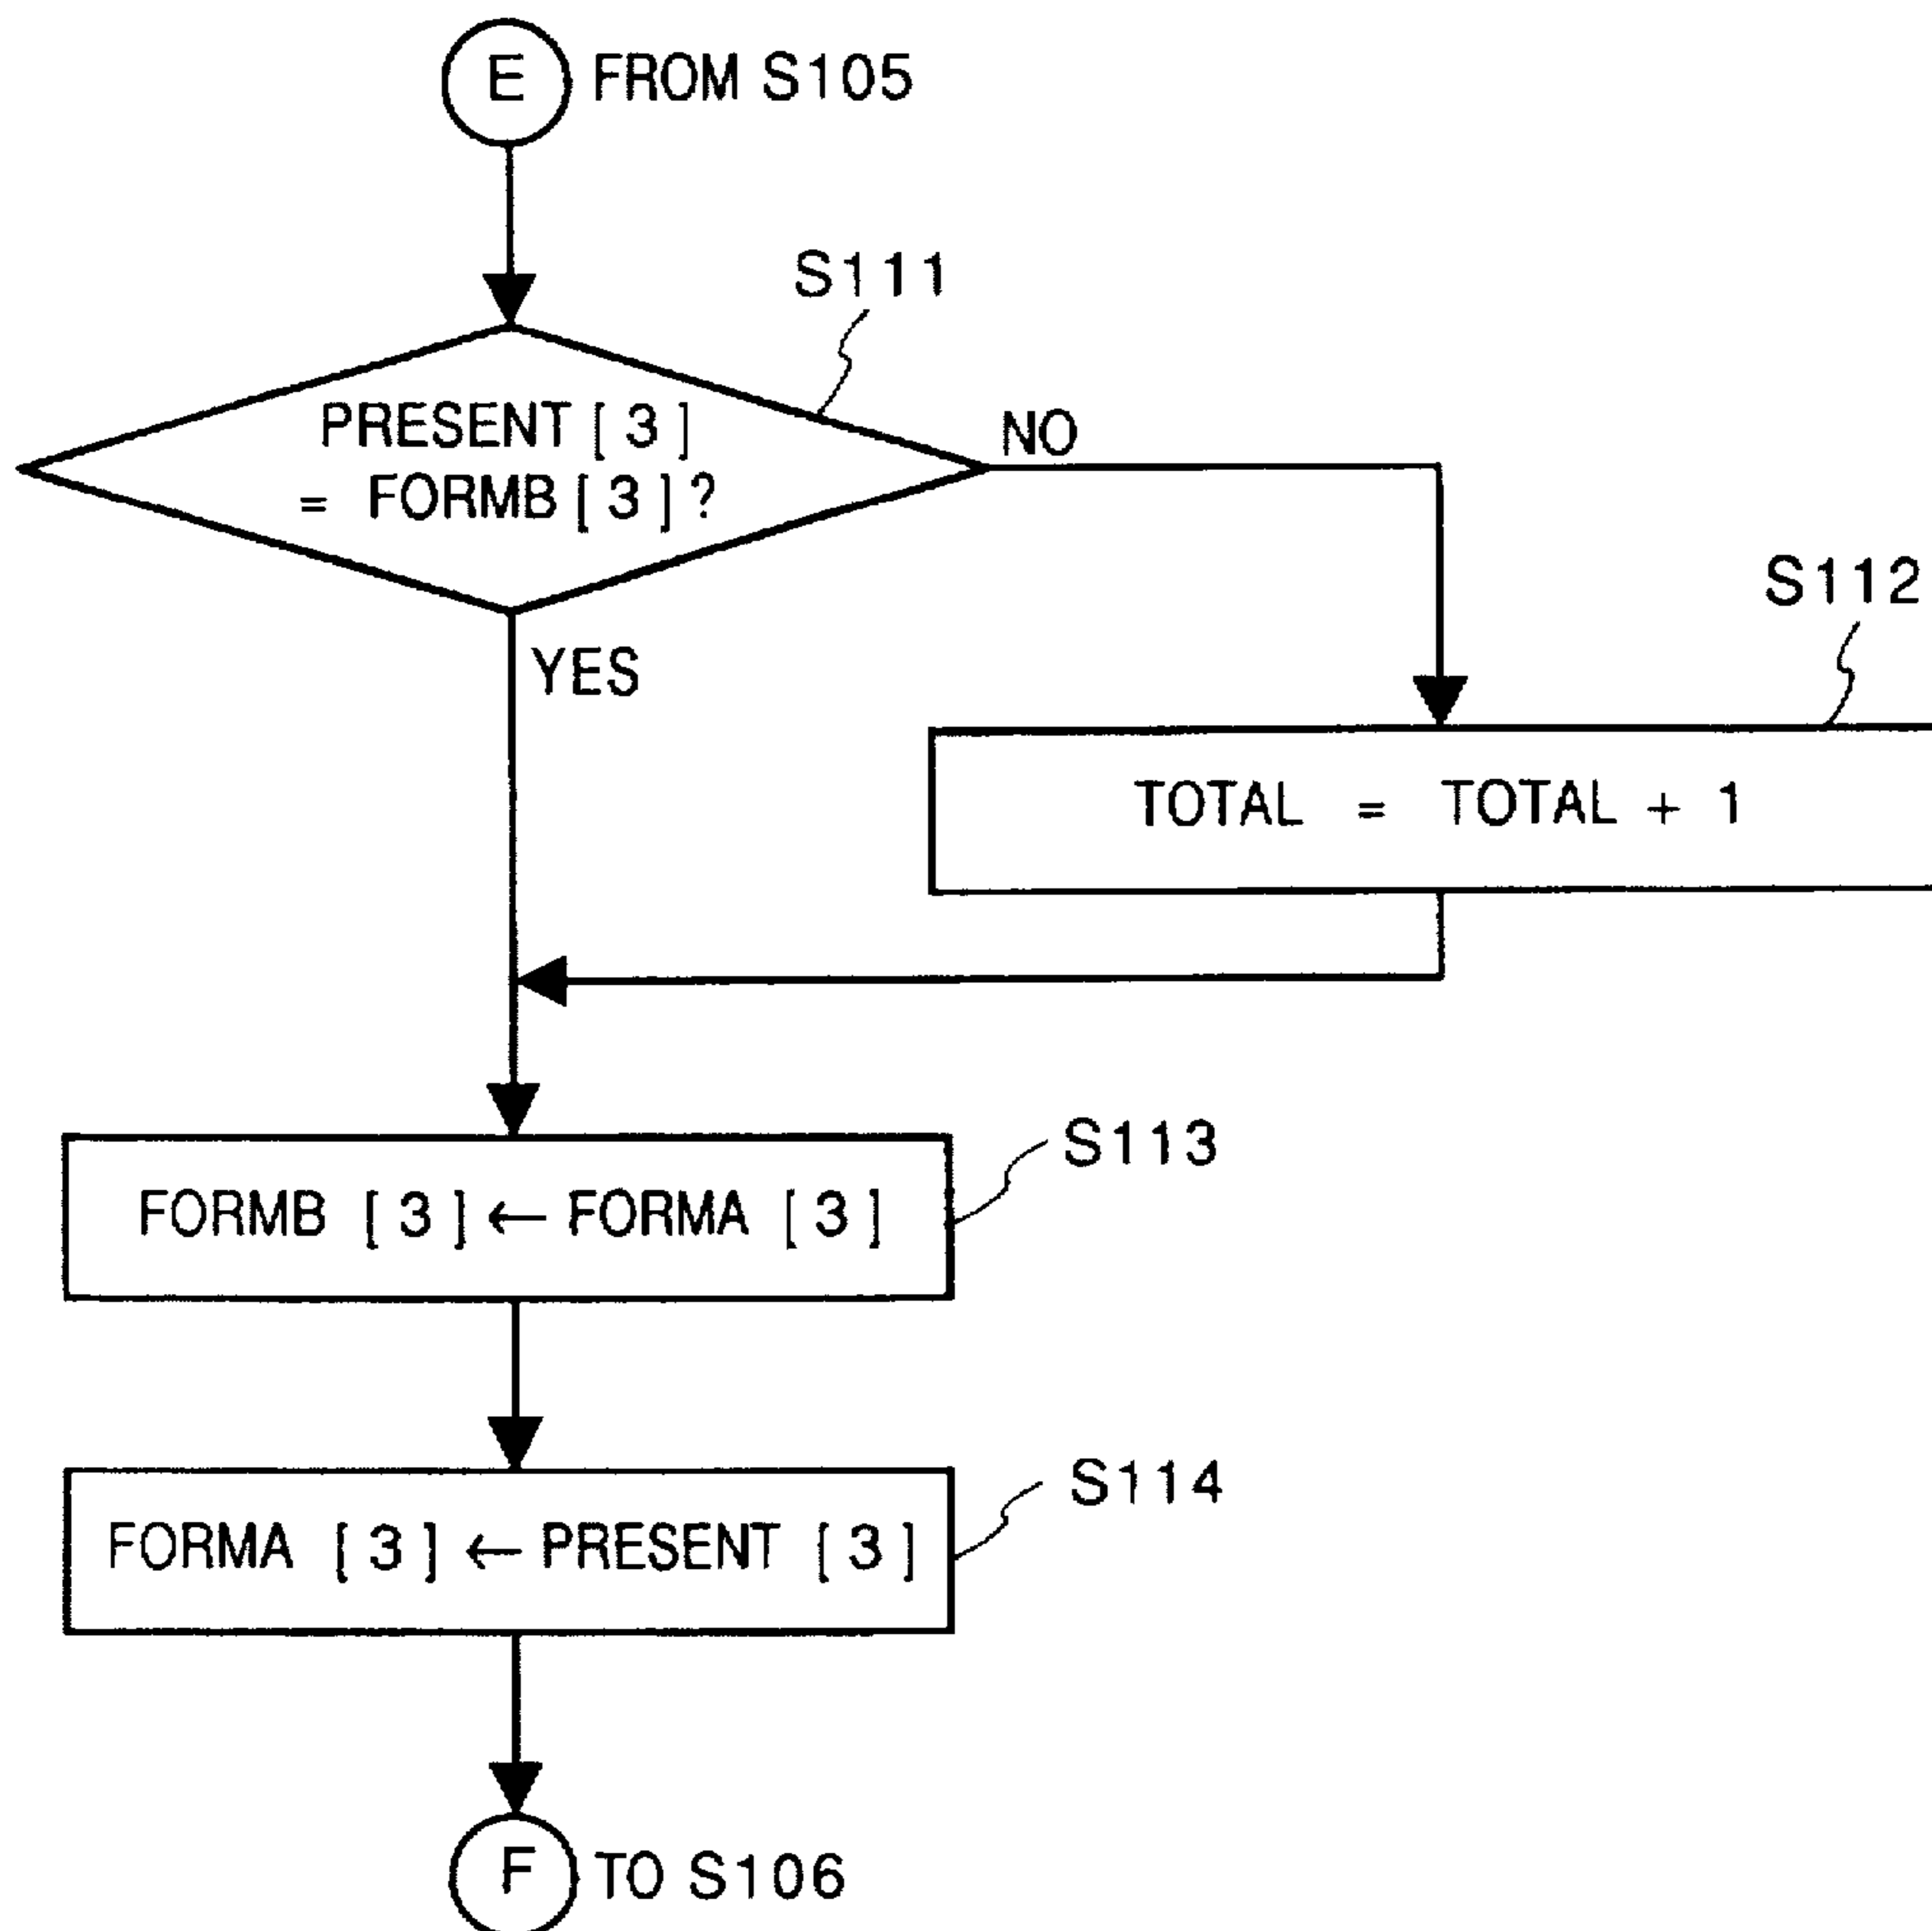 E FROM S105
S111
PRESENT [ 3 ]
= FORMB [ 3 ] ?
NO
YES
S112
TOTAL = TOTAL + 1
S113
FORMB [ 3 ] ← FORMA [ 3 ]
S114
FORMA [ 3 ] ← PRESENT [ 3 ]
F TO S106